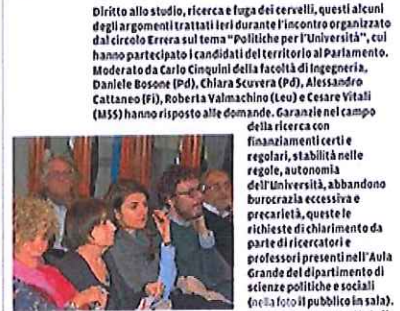 Diritto allo studio, ricerca e fuga dei cervelli, questi alcuni
degli argomenti trattati ieri durante l'incontro organizzato
dal circolo Errera sul tema "Politiche per l'Università", cui
hanno partecipato i candidati del territorio al Parlamento.
Moderato da Carlo Cinquini della facoltà di Ingegneria,
Daniele Bosone (Pd), Chiara Scuvera (Pd), Alessandro
Cattaneo (Fi), Roberta Valmachino (Leu) e Cesare Vitali
(M5S) hanno risposto alle domande. Garanzie nel campo
della ricerca con
finanziamenti certi e
regolari, stabilità nelle
regole, autonomia
dell'Università, abbandono
burocrazia eccessiva e
precarietà, queste le
richieste di chiarimento da
parte di ricercatori e
professori presenti nell'Aula
Grande del dipartimento di
scienze politiche e sociali
(nella foto il pubblico in sala).